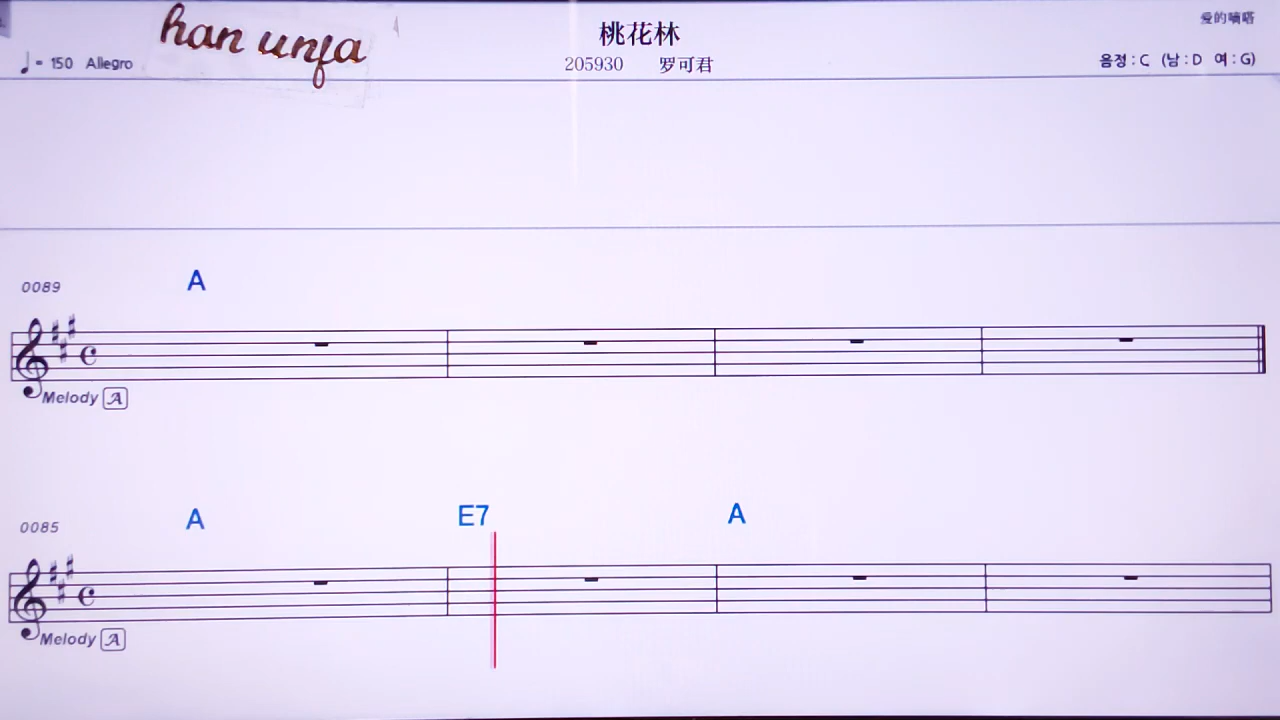 han unfa
桃花林
爱的嘀嗒
♩= 150 Allegro
205930 罗可君
음정 : C (남 : D 여 : G)
0089
A
Melody A
0085
A E7 A
Melody A